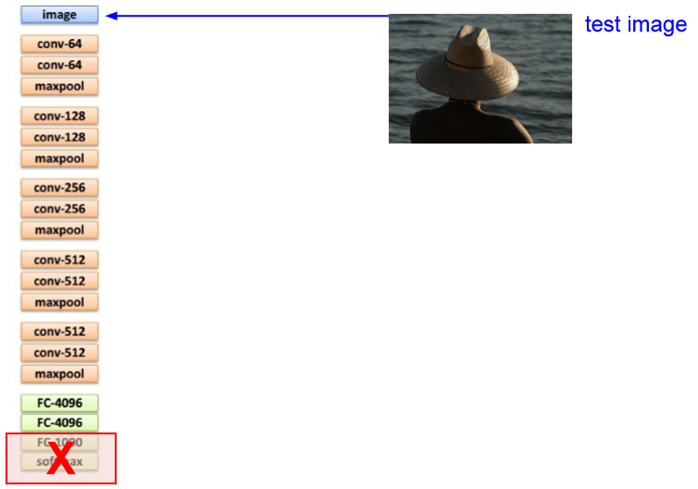 image
test image
conv-64
conv-64
maxpool
conv-128
conv-128
maxpool
conv-256
conv-256
maxpool
conv-512
conv-512
maxpool
conv-512
conv-512
maxpool
FC-4096
FC-4096
FC-1000
softmax
X